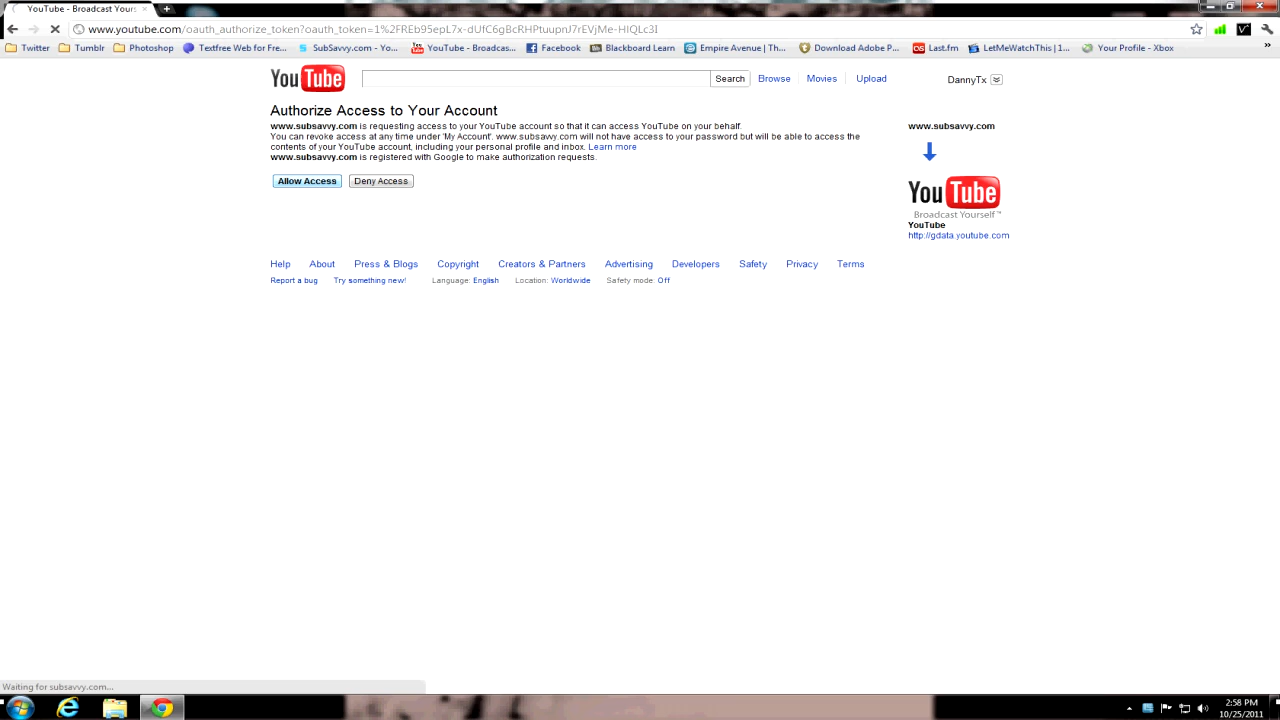 YouTube - Broadcast Yours
www.youtube.com/oauth_authorize_token?oauth_token=1%2FREb95epL7x-dUfC6gBcRHPtuupnJ7rEVjMe-HIQLc3I
Twitter Tumblr Photoshop Textfree Web for Fre... SubSavvy.com - Yo... YouTube - Broadcas... Facebook Blackboard Learn Empire Avenue | Th... Download Adobe P... Last.fm LetMeWatchThis | 1... Your Profile - Xbox »
YouTube Search Browse Movies Upload DannyTx
Authorize Access to Your Account
www.subsavvy.com is requesting access to your YouTube account so that it can access YouTube on your behalf.
You can revoke access at any time under 'My Account'. www.subsavvy.com will not have access to your password but will be able to access the
contents of your YouTube account, including your personal profile and inbox. Learn more
www.subsavvy.com is registered with Google to make authorization requests.
Allow Access Deny Access
www.subsavvy.com
YouTube
Broadcast Yourself™
YouTube
http://gdata.youtube.com
Help About Press & Blogs Copyright Creators & Partners Advertising Developers Safety Privacy Terms
Report a bug Try something new! Language: English Location: Worldwide Safety mode: Off
Waiting for subsavvy.com...
2:58 PM
10/25/2011